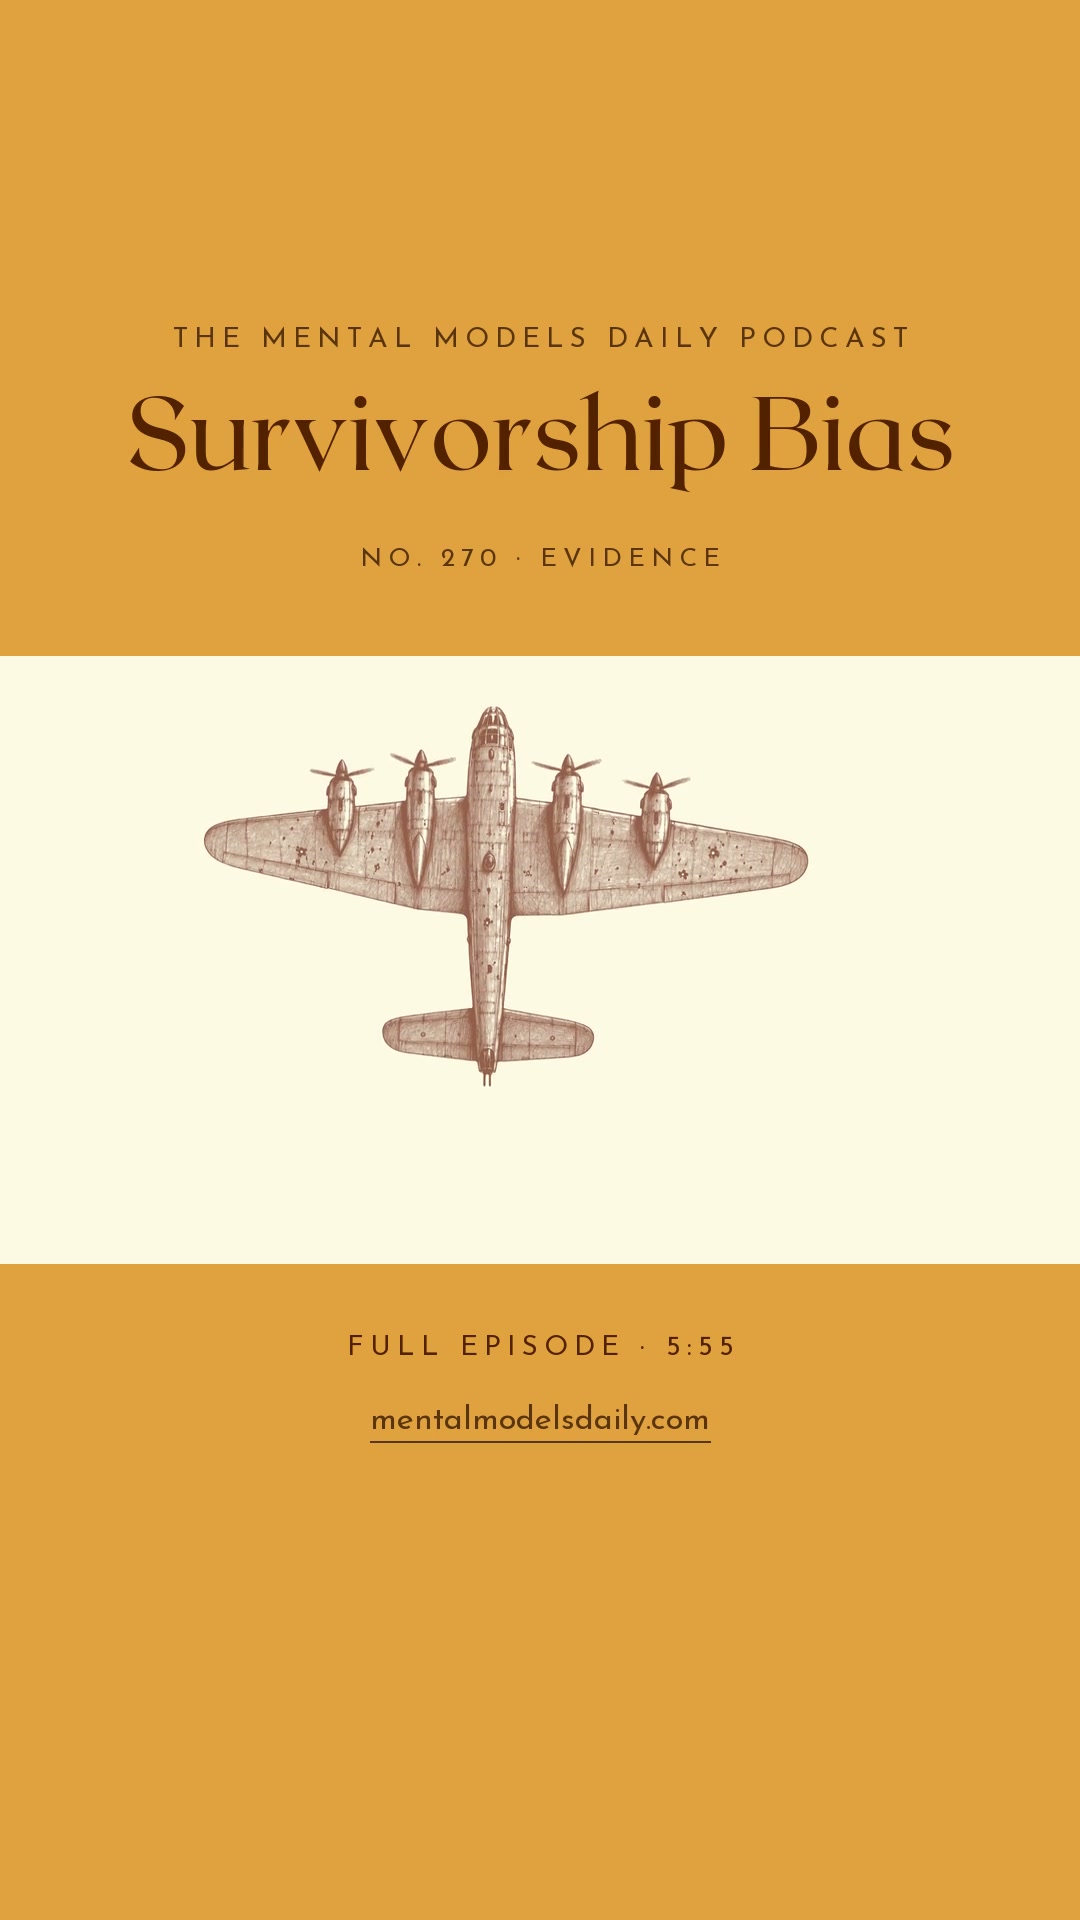 THE MENTAL MODELS DAILY PODCAST
Survivorship Bias
NO. 270 · EVIDENCE
FULL EPISODE · 5:55
mentalmodelsdaily.com